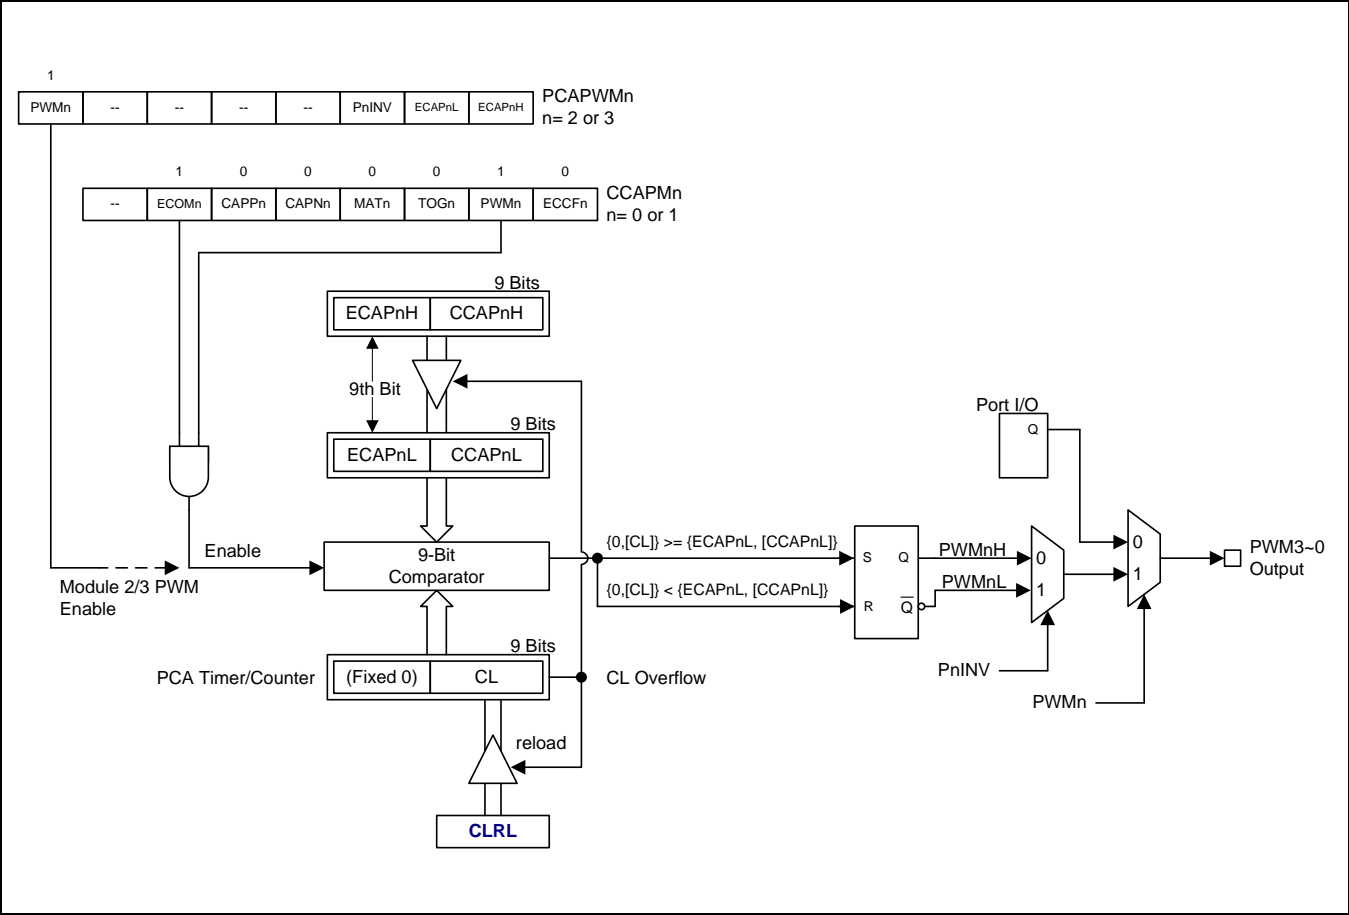 1
PWMn -- -- -- -- PnINV ECAPnL ECAPnH
PCAPWMn
n= 2 or 3
1 0 0 0 0 1 0
-- ECOMn CAPPn CAPNn MATn TOGn PWMn ECCFn
CCAPMn
n= 0 or 1
9 Bits
ECAPnH CCAPnH
9th Bit
9 Bits
ECAPnL CCAPnL
Port I/O
Q
Enable
9-Bit
Comparator
Module 2/3 PWM
Enable
{0,[CL]} >= {ECAPnL, [CCAPnL]}
{0,[CL]} < {ECAPnL, [CCAPnL]}
S Q
R Q
PWMnH
PWMnL
0
1
0
1
PWM3~0
Output
PnINV
PWMn
9 Bits
PCA Timer/Counter
(Fixed 0) CL
CL Overflow
reload
CLRL